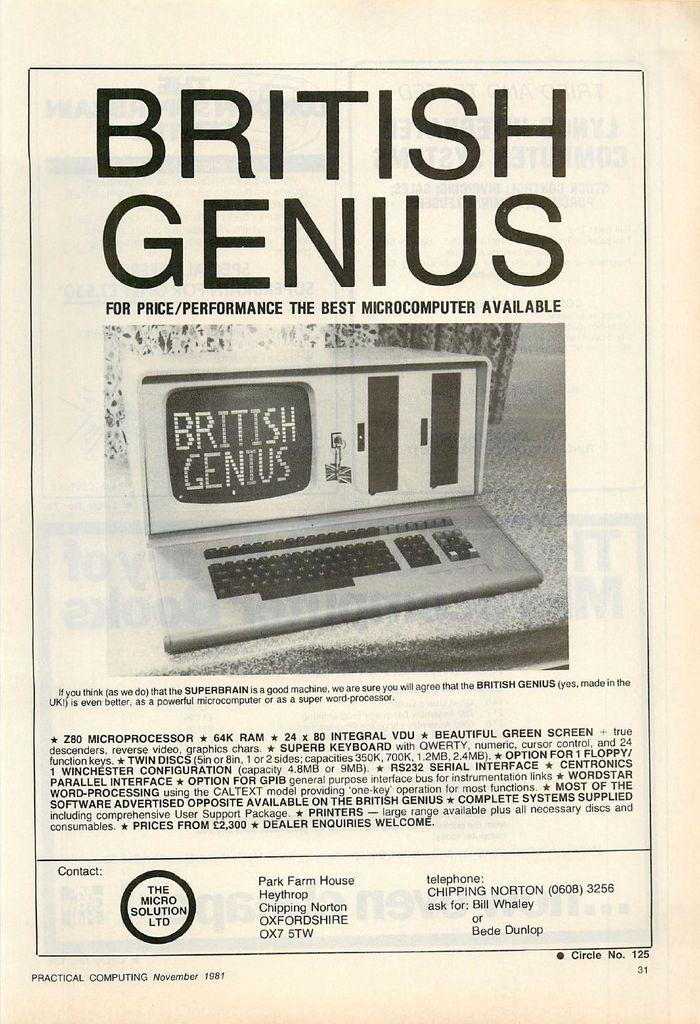 BRITISH
GENIUS
FOR PRICE/PERFORMANCE THE BEST MICROCOMPUTER AVAILABLE
BRITISH
GENIUS
If you think (as we do) that the SUPERBRAIN is a good machine, we are sure you will agree that the BRITISH GENIUS (yes, made in the
UK!) is even better, as a powerful microcomputer or as a super word-processor.
★ Z80 MICROPROCESSOR ★ 64K RAM ★ 24 x 80 INTEGRAL VDU ★ BEAUTIFUL GREEN SCREEN + true
descenders, reverse video, graphics chars. ★ SUPERB KEYBOARD with QWERTY, numeric, cursor control, and 24
function keys. ★ TWIN DISCS (5in or 8in, 1 or 2 sides; capacities 350K, 700K, 1.2MB, 2.4MB). ★ OPTION FOR 1 FLOPPY/
1 WINCHESTER CONFIGURATION (capacity 4.8MB or 9MB). ★ RS232 SERIAL INTERFACE ★ CENTRONICS
PARALLEL INTERFACE ★ OPTION FOR GPIB general purpose interface bus for instrumentation links ★ WORDSTAR
WORD-PROCESSING using the CALTEXT model providing 'one-key' operation for most functions. ★ MOST OF THE
SOFTWARE ADVERTISED OPPOSITE AVAILABLE ON THE BRITISH GENIUS ★ COMPLETE SYSTEMS SUPPLIED
including comprehensive User Support Package. ★ PRINTERS — large range available plus all necessary discs and
consumables. ★ PRICES FROM £2,300 ★ DEALER ENQUIRIES WELCOME.
Contact:
THE
MICRO
SOLUTION
LTD
Park Farm House
Heythrop
Chipping Norton
OXFORDSHIRE
OX7 5TW
telephone:
CHIPPING NORTON (0608) 3256
ask for: Bill Whaley
or
Bede Dunlop
● Circle No. 125
PRACTICAL COMPUTING November 1981
31